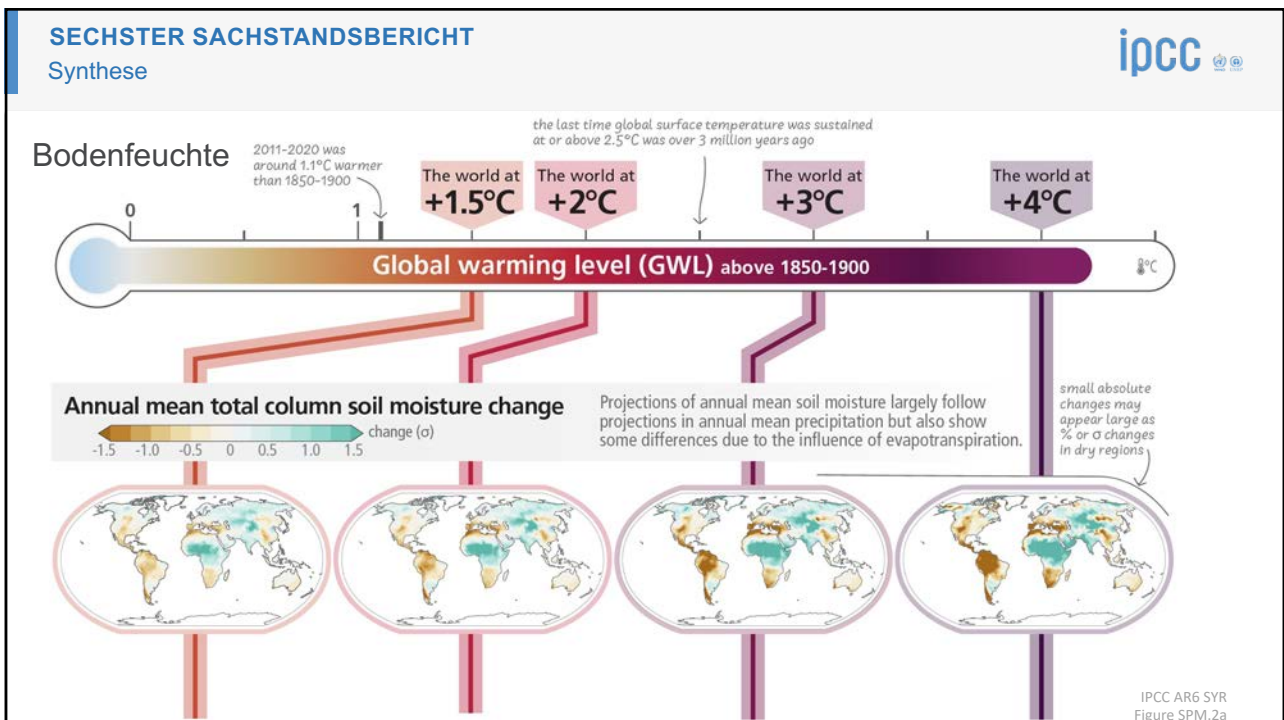 SECHSTER SACHSTANDSBERICHT
Synthese
ipcc
Bodenfeuchte
2011-2020 was
around 1.1°C warmer
than 1850-1900
the last time global surface temperature was sustained
at or above 2.5°C was over 3 million years ago
The world at
+1.5°C
The world at
+2°C
The world at
+3°C
The world at
+4°C
0
1
Global warming level (GWL) above 1850-1900
°C
Annual mean total column soil moisture change
change (σ)
-1.5 -1.0 -0.5 0 0.5 1.0 1.5
Projections of annual mean soil moisture largely follow
projections in annual mean precipitation but also show
some differences due to the influence of evapotranspiration.
small absolute
changes may
appear large as
% or σ changes
in dry regions
IPCC AR6 SYR
Figure SPM.2a